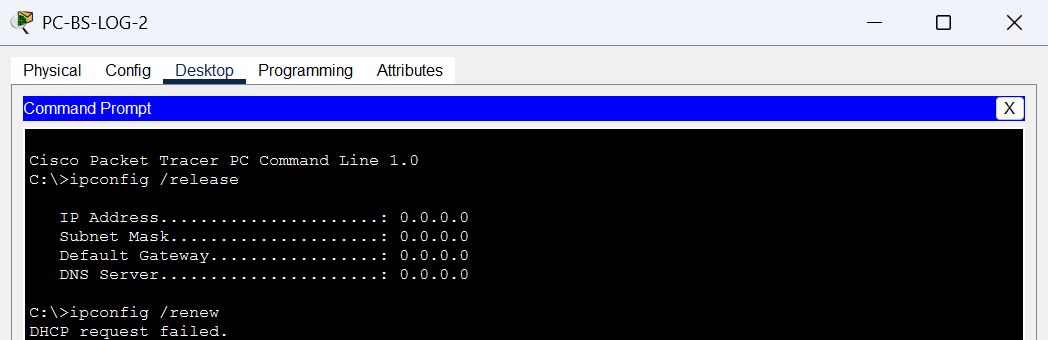 PC-BS-LOG-2
Physical Config Desktop Programming Attributes
Command Prompt X
Cisco Packet Tracer PC Command Line 1.0
C:\>ipconfig /release
IP Address......................: 0.0.0.0
Subnet Mask.....................: 0.0.0.0
Default Gateway.................: 0.0.0.0
DNS Server......................: 0.0.0.0
C:\>ipconfig /renew
DHCP request failed.